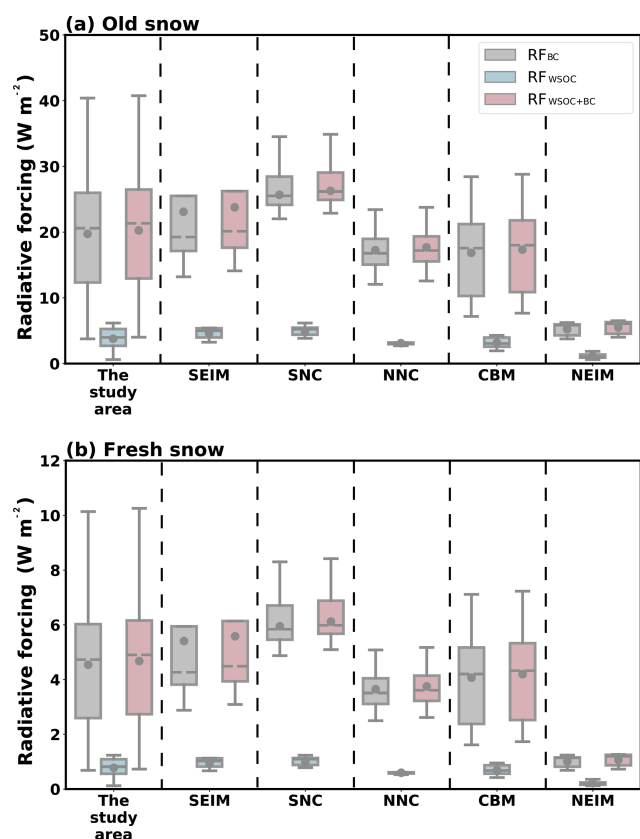 (a) Old snow
Radiative forcing (W m⁻²)
50
40
30
20
10
0
RF_BC
RF_WSOC
RF_WSOC+BC
The study area
SEIM
SNC
NNC
CBM
NEIM
(b) Fresh snow
Radiative forcing (W m⁻²)
12
10
8
6
4
2
0
The study area
SEIM
SNC
NNC
CBM
NEIM